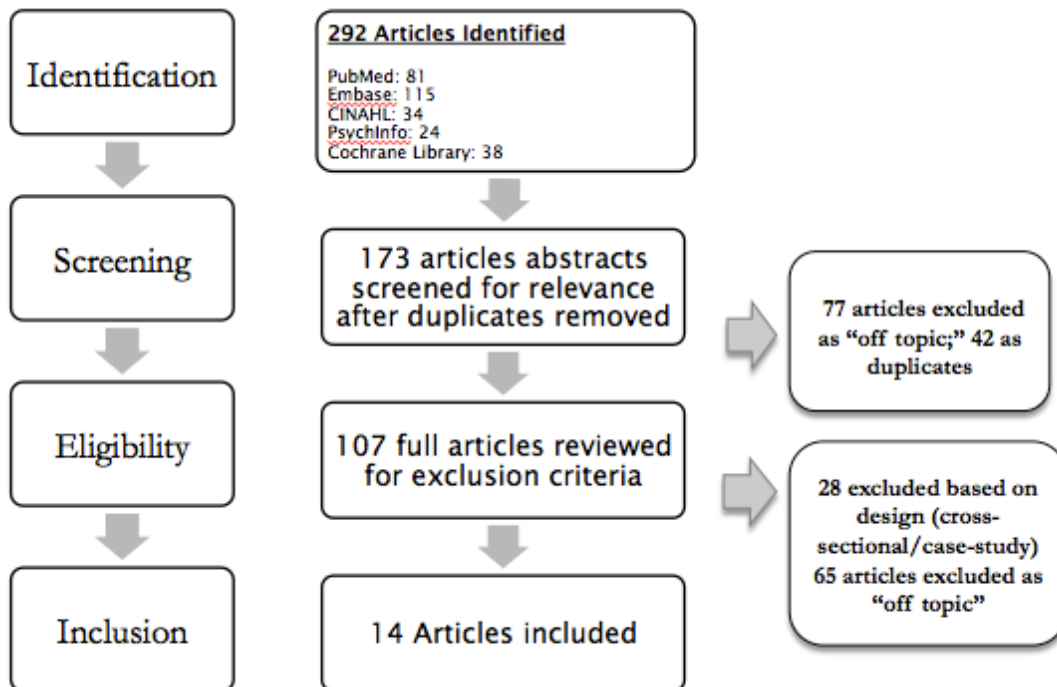 Identification
292 Articles Identified
PubMed: 81
Embase: 115
CINAHL: 34
PsychInfo: 24
Cochrane Library: 38
Screening
173 articles abstracts
screened for relevance
after duplicates removed
77 articles excluded
as “off topic;” 42 as
duplicates
Eligibility
107 full articles reviewed
for exclusion criteria
28 excluded based on
design (cross-
sectional/case-study)
65 articles excluded as
“off topic”
Inclusion
14 Articles included